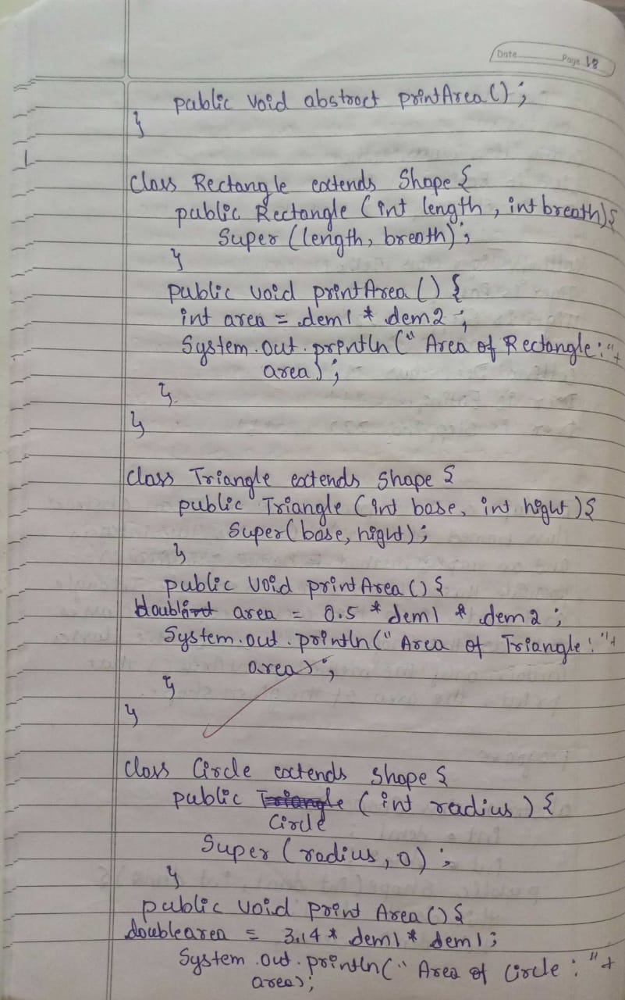 Date Page 18
public void abstract printArea();
}
class Rectangle extends Shape {
public Rectangle (int length, int breath){
Super (length, breath);
}
public void printArea () {
int area = dem1 * dem2 ;
System.out.println(" Area of Rectangle:"+
area);
}
}
class Triangle extends shape {
public Triangle (int base, int hight){
Super(base, hight);
}
public void printArea () {
double area = 0.5 * dem1 * dem2 ;
System.out.println(" Area of Triangle:"+
area);
}
}
class Circle extends shape {
public Triangle (int radius) {
Circle
Super (radius, 0) ;
}
public void print Area () {
double area = 3.14 * dem1 * dem1;
System.out.println(" Area of Circle : "+
area);